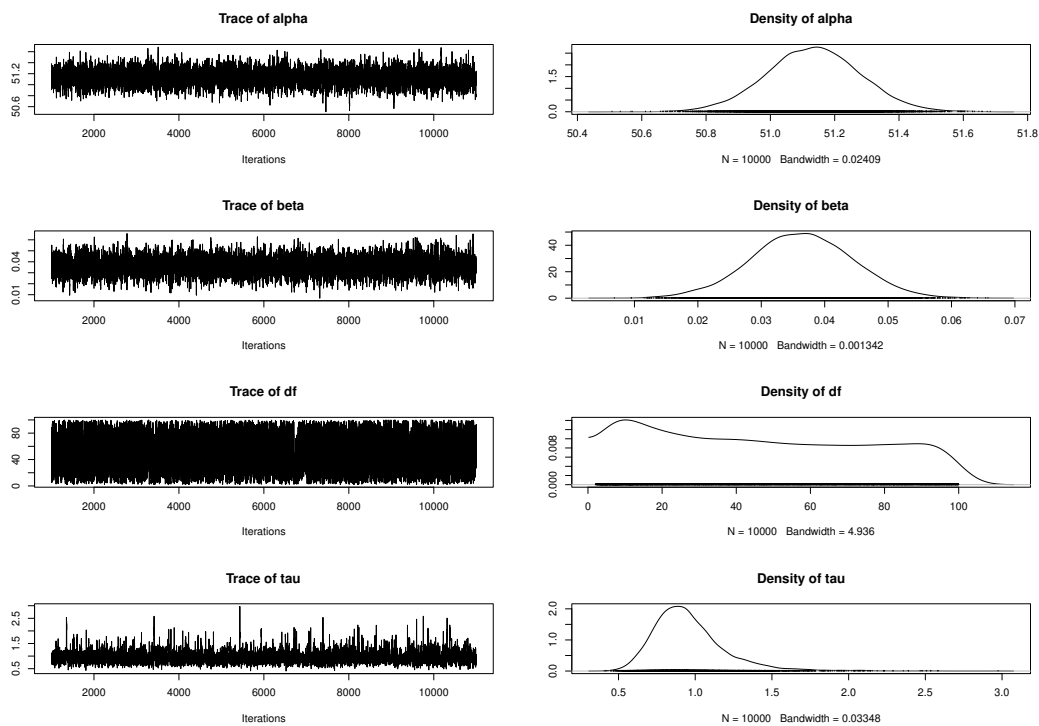 Trace of alpha
50.6 51.2
2000 4000 6000 8000 10000
Iterations
Density of alpha
0.0 1.5
50.4 50.6 50.8 51.0 51.2 51.4 51.6 51.8
N = 10000 Bandwidth = 0.02409
Trace of beta
0.01 0.04
2000 4000 6000 8000 10000
Iterations
Density of beta
0 20 40
0.01 0.02 0.03 0.04 0.05 0.06 0.07
N = 10000 Bandwidth = 0.001342
Trace of df
0 40 80
2000 4000 6000 8000 10000
Iterations
Density of df
0.000 0.008
0 20 40 60 80 100
N = 10000 Bandwidth = 4.936
Trace of tau
0.5 1.5 2.5
2000 4000 6000 8000 10000
Iterations
Density of tau
0.0 1.0 2.0
0.5 1.0 1.5 2.0 2.5 3.0
N = 10000 Bandwidth = 0.03348